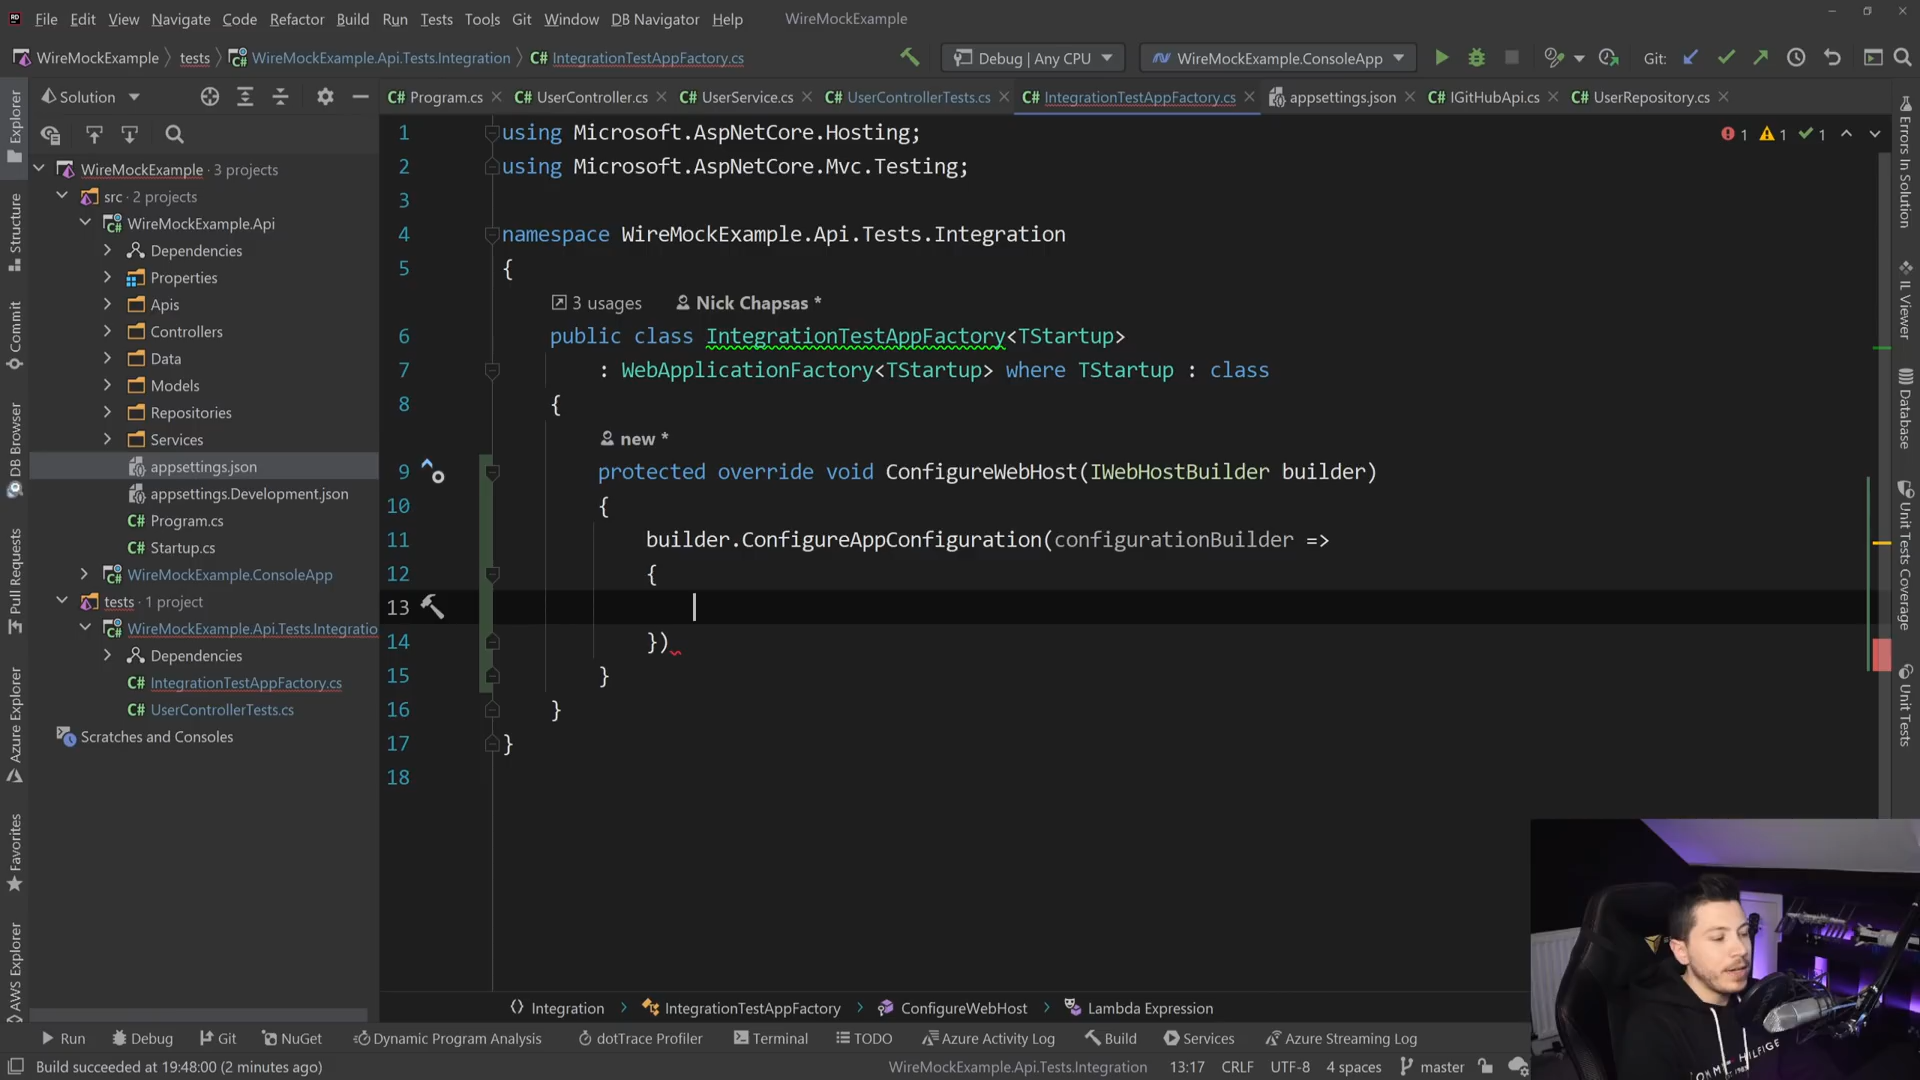 File Edit View Navigate Code Refactor Build Run Tests Tools Git Window DB Navigator Help WireMockExample
WireMockExample tests WireMockExample.Api.Tests.Integration C# IntegrationTestAppFactory.cs Debug | Any CPU WireMockExample.ConsoleApp Git:
Solution
C# Program.cs C# UserController.cs C# UserService.cs C# UserControllerTests.cs C# IntegrationTestAppFactory.cs appsettings.json C# IGitHubApi.cs C# UserRepository.cs
WireMockExample · 3 projects
src · 2 projects
WireMockExample.Api
Dependencies
Properties
Apis
Controllers
Data
Models
Repositories
Services
appsettings.json
appsettings.Development.json
C# Program.cs
C# Startup.cs
WireMockExample.ConsoleApp
tests · 1 project
WireMockExample.Api.Tests.Integratio
Dependencies
C# IntegrationTestAppFactory.cs
C# UserControllerTests.cs
Scratches and Consoles
Explorer
Structure
Commit
DB Browser
Pull Requests
Azure Explorer
Favorites
AWS Explorer
1 using Microsoft.AspNetCore.Hosting;
2 using Microsoft.AspNetCore.Mvc.Testing;
3
4 namespace WireMockExample.Api.Tests.Integration
5 {
3 usages Nick Chapsas *
6 public class IntegrationTestAppFactory<TStartup>
7 : WebApplicationFactory<TStartup> where TStartup : class
8 {
new *
9 protected override void ConfigureWebHost(IWebHostBuilder builder)
10 {
11 builder.ConfigureAppConfiguration(configurationBuilder =>
12 {
13
14 })
15 }
16 }
17 }
18
1 1 1
Errors In Solution
IL Viewer
Database
Unit Tests Coverage
Unit Tests
Integration IntegrationTestAppFactory ConfigureWebHost Lambda Expression
Run Debug Git NuGet Dynamic Program Analysis dotTrace Profiler Terminal TODO Azure Activity Log Build Services Azure Streaming Log
Build succeeded at 19:48:00 (2 minutes ago) WireMockExample.Api.Tests.Integration 13:17 CRLF UTF-8 4 spaces master